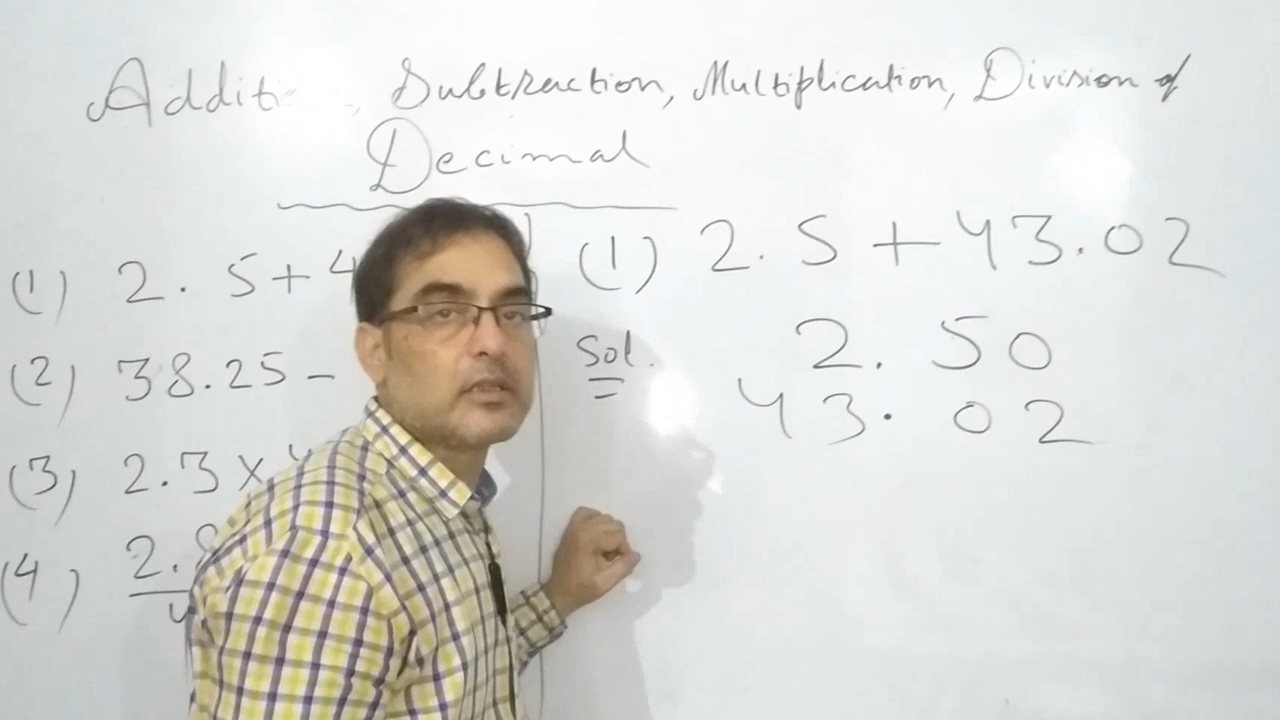 Additi , Subtraction, Multiplication, Division of
Decimal
(1) 2.5+4
(2) 38.25-
(3) 2.3×
(4) 2.
(1) 2.5+43.02
Sol. 2.50
43.02